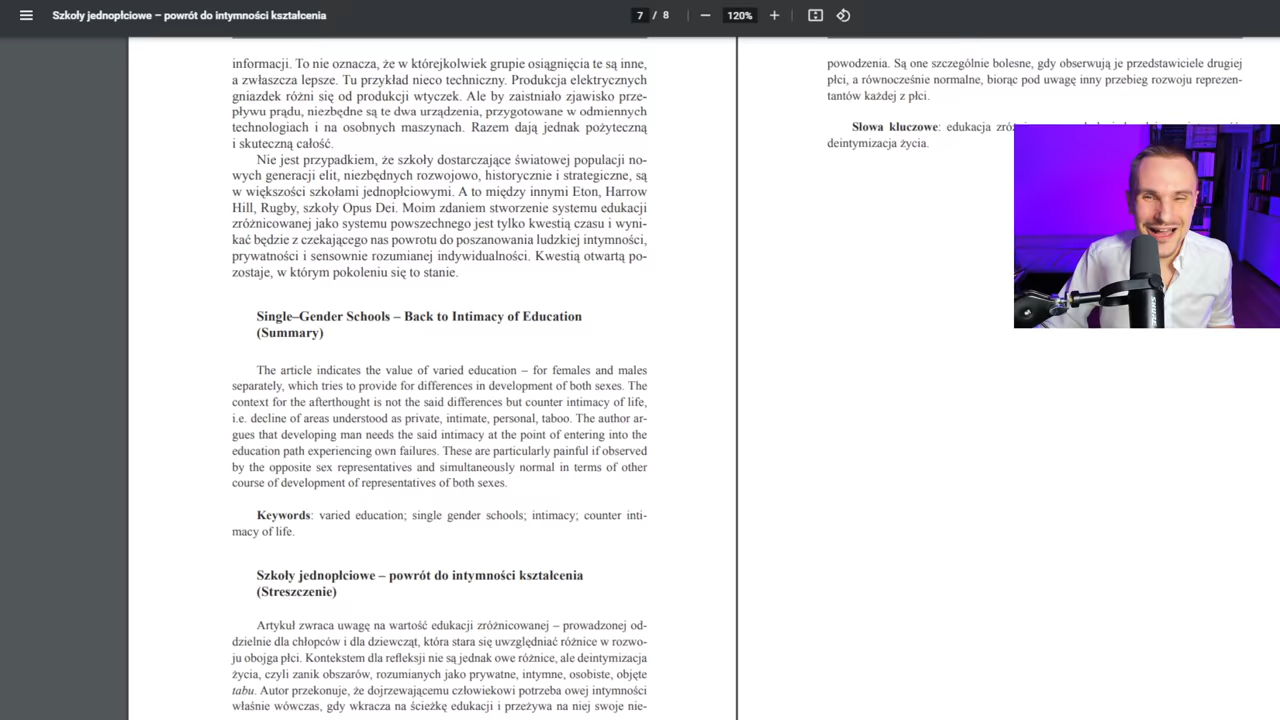 Szkoły jednopłciowe – powrót do intymności kształcenia
7 / 8
120%
informacji. To nie oznacza, że w którejkolwiek grupie osiągnięcia te są inne,
a zwłaszcza lepsze. Tu przykład nieco techniczny. Produkcja elektrycznych
gniazdek różni się od produkcji wtyczek. Ale by zaistniało zjawisko prze-
pływu prądu, niezbędne są te dwa urządzenia, przygotowane w odmiennych
technologiach i na osobnych maszynach. Razem dają jednak pożyteczną
i skuteczną całość.
Nie jest przypadkiem, że szkoły dostarczające światowej populacji no-
wych generacji elit, niezbędnych rozwojowo, historycznie i strategiczne, są
w większości szkołami jednopłciowymi. A to między innymi Eton, Harrow
Hill, Rugby, szkoły Opus Dei. Moim zdaniem stworzenie systemu edukacji
zróżnicowanej jako systemu powszechnego jest tylko kwestią czasu i wyni-
kać będzie z czekającego nas powrotu do poszanowania ludzkiej intymności,
prywatności i sensownie rozumianej indywidualności. Kwestią otwartą po-
zostaje, w którym pokoleniu się to stanie.
Single–Gender Schools – Back to Intimacy of Education
(Summary)
The article indicates the value of varied education – for females and males
separately, which tries to provide for differences in development of both sexes. The
context for the afterthought is not the said differences but counter intimacy of life,
i.e. decline of areas understood as private, intimate, personal, taboo. The author ar-
gues that developing man needs the said intimacy at the point of entering into the
education path experiencing own failures. These are particularly painful if observed
by the opposite sex representatives and simultaneously normal in terms of other
course of development of representatives of both sexes.
Keywords: varied education; single gender schools; intimacy; counter inti-
macy of life.
Szkoły jednopłciowe – powrót do intymności kształcenia
(Streszczenie)
Artykuł zwraca uwagę na wartość edukacji zróżnicowanej – prowadzonej od-
dzielnie dla chłopców i dla dziewcząt, która stara się uwzględniać różnice w rozwo-
ju obojga płci. Kontekstem dla refleksji nie są jednak owe różnice, ale deintymizacja
życia, czyli zanik obszarów, rozumianych jako prywatne, intymne, osobiste, objęte
tabu. Autor przekonuje, że dojrzewającemu człowiekowi potrzeba owej intymności
właśnie wówczas, gdy wkracza na ścieżkę edukacji i przeżywa na niej swoje nie-
powodzenia. Są one szczególnie bolesne, gdy obserwują je przedstawiciele drugiej
płci, a równocześnie normalne, biorąc pod uwagę inny przebieg rozwoju reprezen-
tantów każdej z płci.
Słowa kluczowe: edukacja
deintymizacja życia.
SHURE